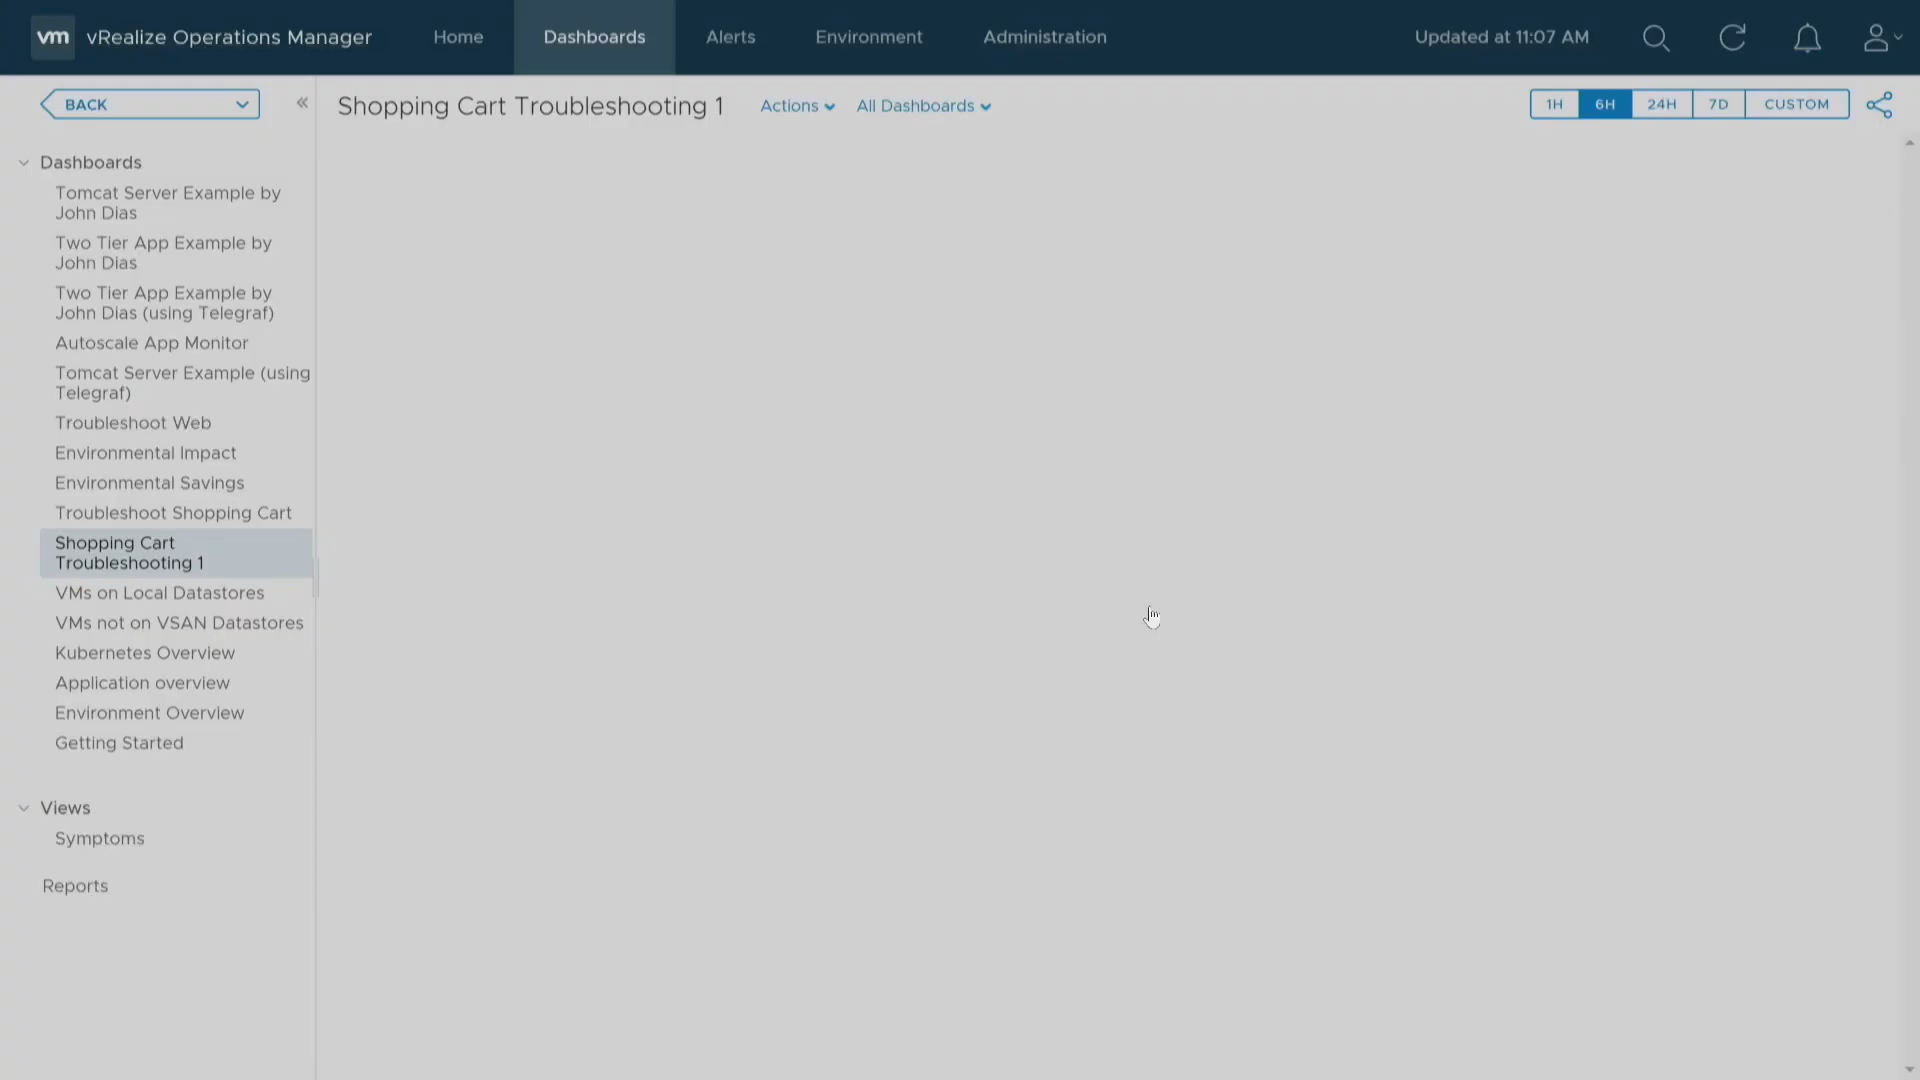 vm vRealize Operations Manager Home Dashboards Alerts Environment Administration Updated at 11:07 AM
BACK
Shopping Cart Troubleshooting 1 Actions All Dashboards 1H 6H 24H 7D CUSTOM
Dashboards
Tomcat Server Example by
John Dias
Two Tier App Example by
John Dias
Two Tier App Example by
John Dias (using Telegraf)
Autoscale App Monitor
Tomcat Server Example (using
Telegraf)
Troubleshoot Web
Environmental Impact
Environmental Savings
Troubleshoot Shopping Cart
Shopping Cart
Troubleshooting 1
VMs on Local Datastores
VMs not on VSAN Datastores
Kubernetes Overview
Application overview
Environment Overview
Getting Started
Views
Symptoms
Reports